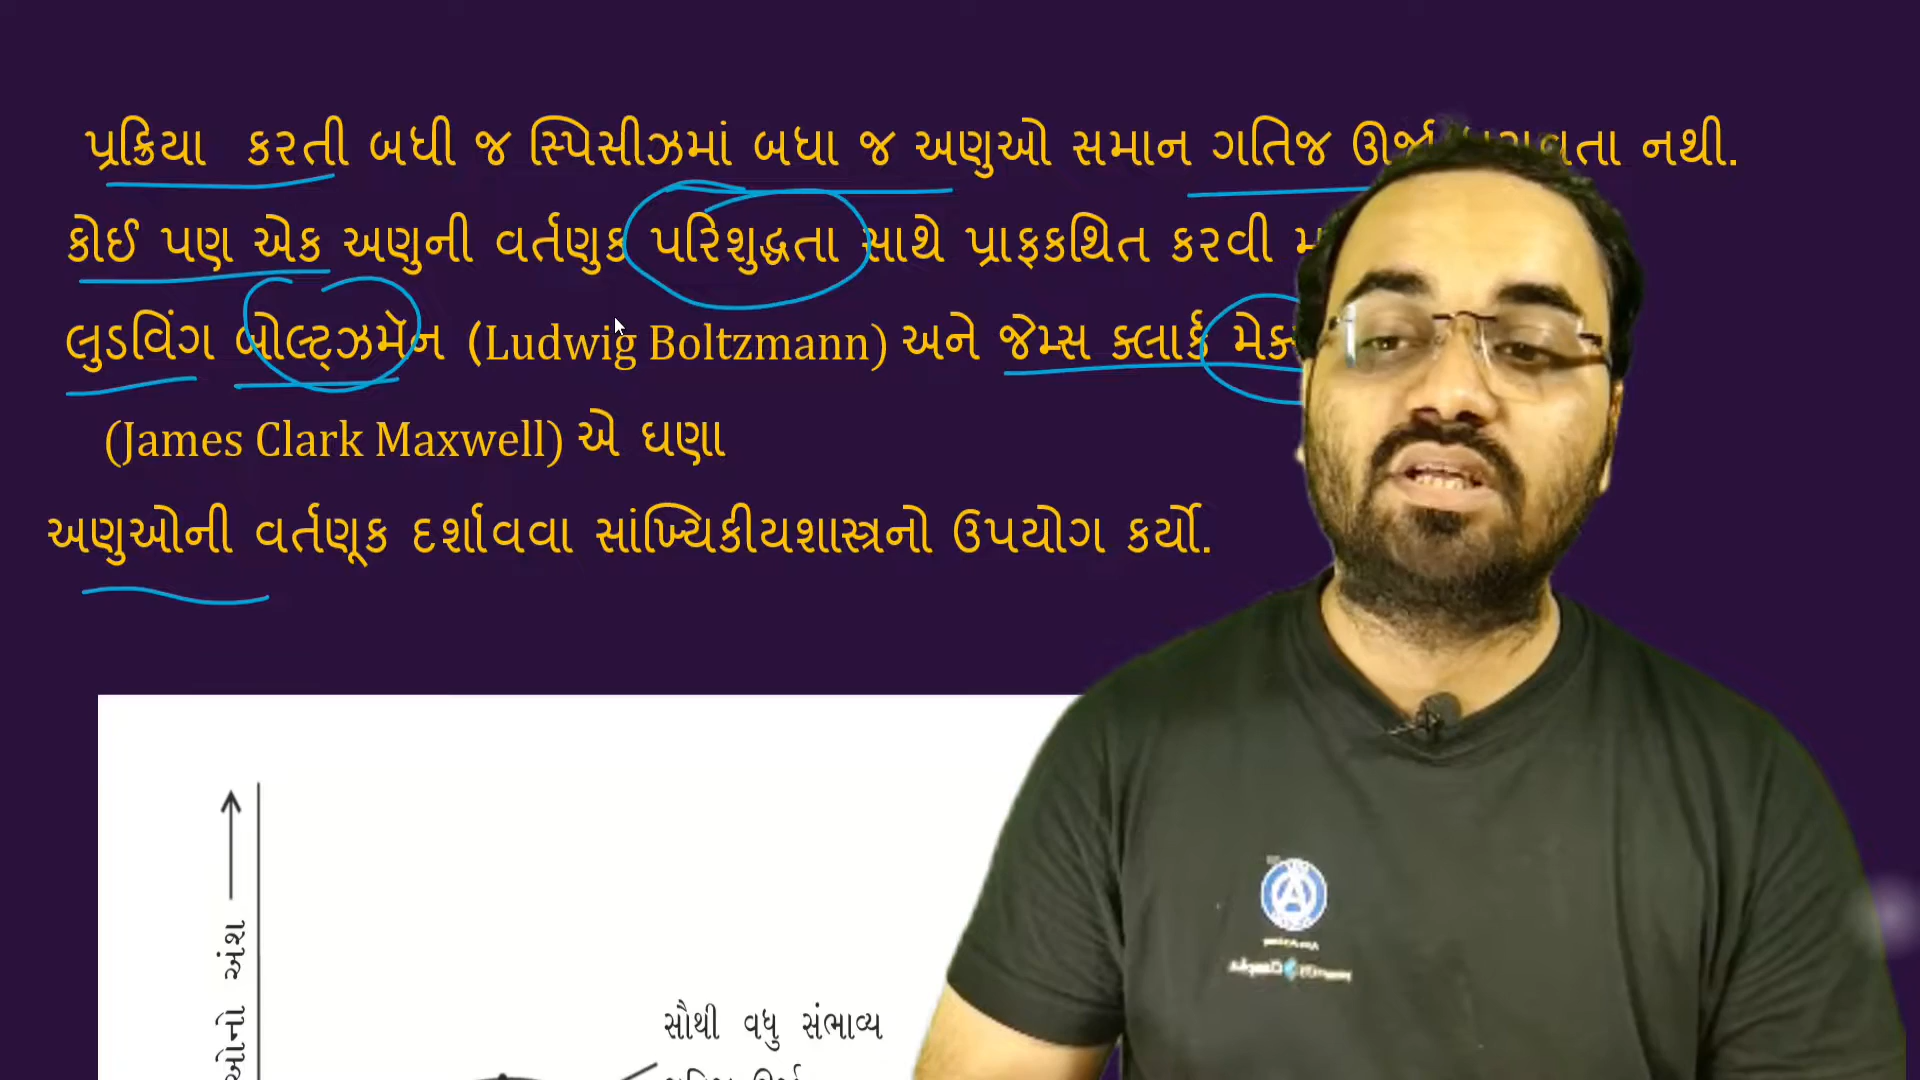 પ્રક્રિયા કરતી બધી જ સ્પિસીઝમાં બધા જ અણુઓ સમાન ગતિજ ઊર્જા નથી.
કોઈ પણ એક અણુની વર્તણુક પરિશુદ્ધતા સાથે પ્રાક્કથિત કરવી
લુડવિંગ બોલ્ટ્ઝમૅન (Ludwig Boltzmann) અને જેમ્સ ક્લાર્ક
(James Clark Maxwell) એ ઘણા
અણુઓની વર્તણૂક દર્શાવવા સાંખ્યિકીયશાસ્ત્રનો ઉપયોગ કર્યો.
અંશ
સૌથી વધુ સંભાવ્ય